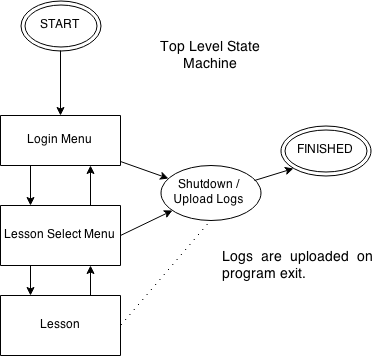 START
Top Level State
Machine
Login Menu
FINISHED
Shutdown /
Upload Logs
Lesson Select Menu
Logs are uploaded on
program exit.
Lesson